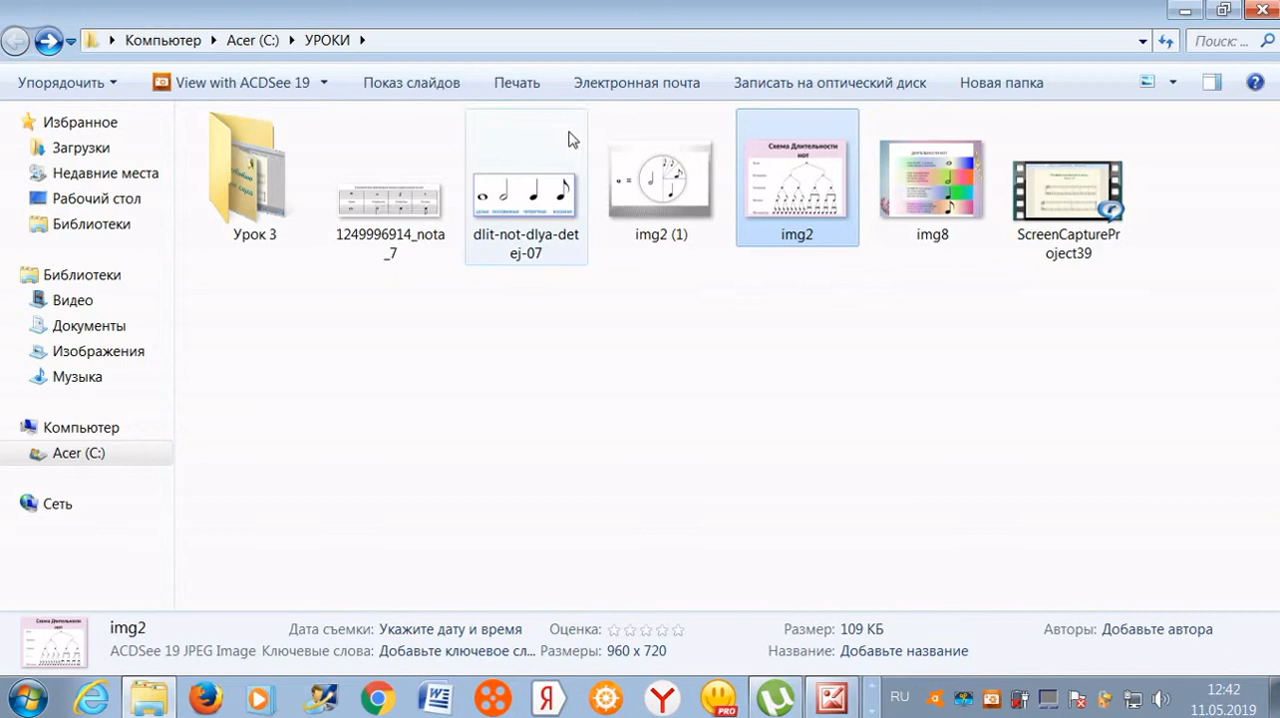 Компьютер Acer (C:) УРОКИ
Поиск: ...
Упорядочить View with ACDSee 19 Показ слайдов Печать Электронная почта Записать на оптический диск Новая папка
Избранное
Загрузки
Недавние места
Рабочий стол
Библиотеки
Библиотеки
Видео
Документы
Изображения
Музыка
Компьютер
Acer (C:)
Сеть
Схема Длительности
нот
Урок 3
1249996914_nota
_7
dlit-not-dlya-det
ej-07
img2 (1)
img2
img8
ScreenCapturePr
oject39
img2 Дата съемки: Укажите дату и время Оценка: Размер: 109 КБ Авторы: Добавьте автора
ACDSee 19 JPEG Image Ключевые слова: Добавьте ключевое сл... Размеры: 960 x 720 Название: Добавьте название
PRO
RU
12:42
11.05.2019